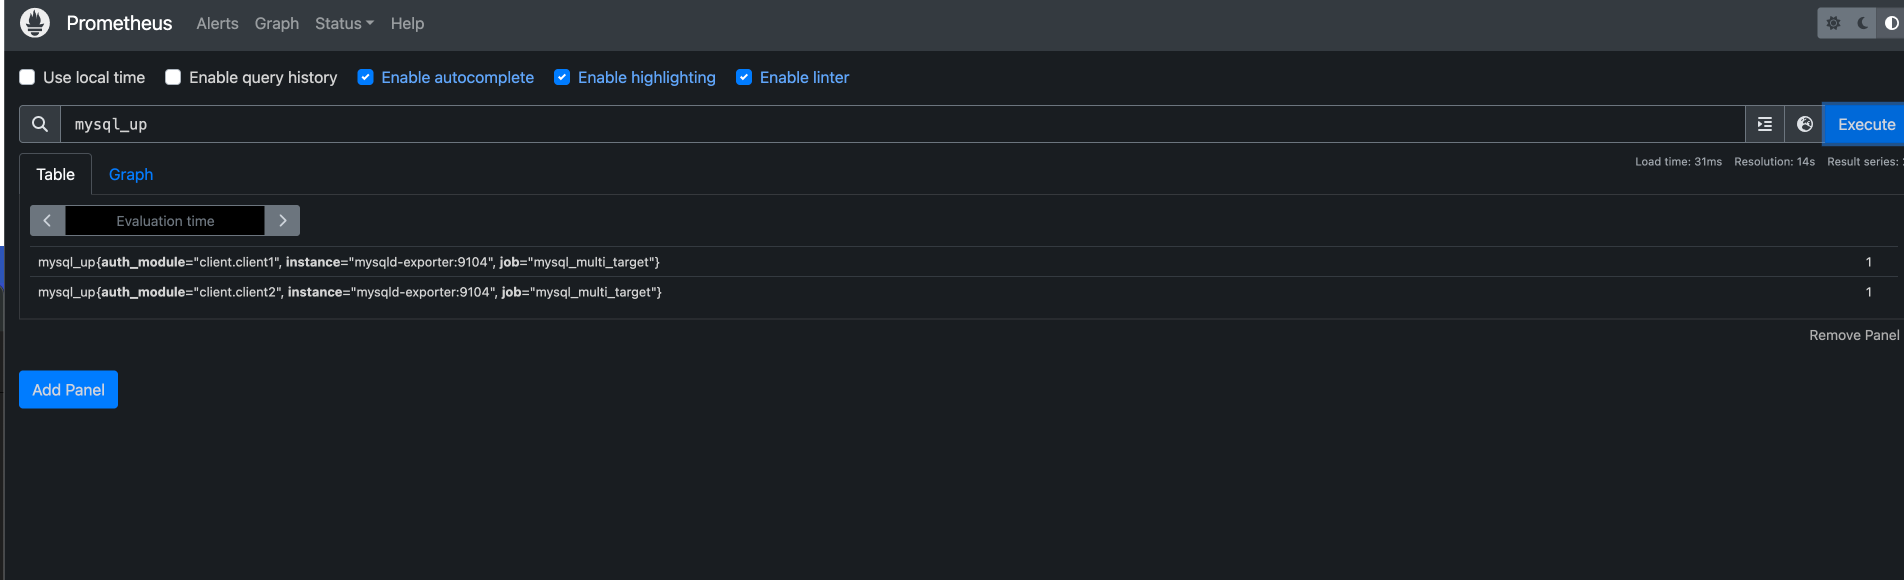 Prometheus Alerts Graph Status Help
Use local time Enable query history Enable autocomplete Enable highlighting Enable linter
mysql_up Execute
Table Graph Load time: 31ms Resolution: 14s Result series:
Evaluation time
mysql_up{auth_module="client.client1", instance="mysqld-exporter:9104", job="mysql_multi_target"} 1
mysql_up{auth_module="client.client2", instance="mysqld-exporter:9104", job="mysql_multi_target"} 1
Remove Panel
Add Panel